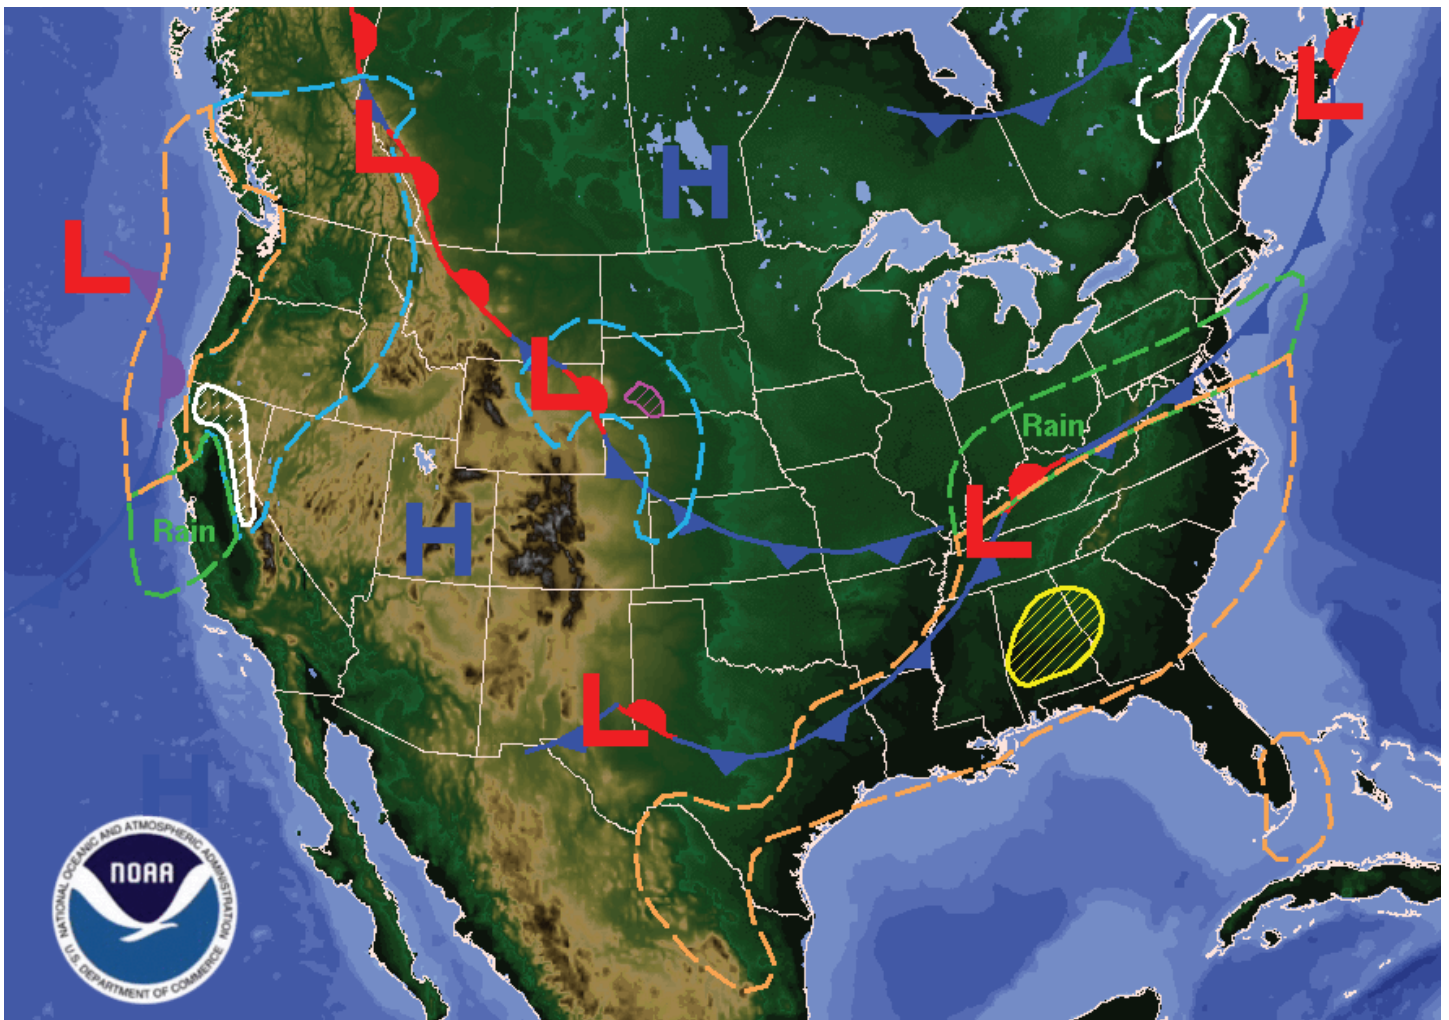 L
L
H
L
L
Rain
Rain
L
H
L
H
NATIONAL OCEANIC AND ATMOSPHERIC ADMINISTRATION
NOAA
U.S. DEPARTMENT OF COMMERCE